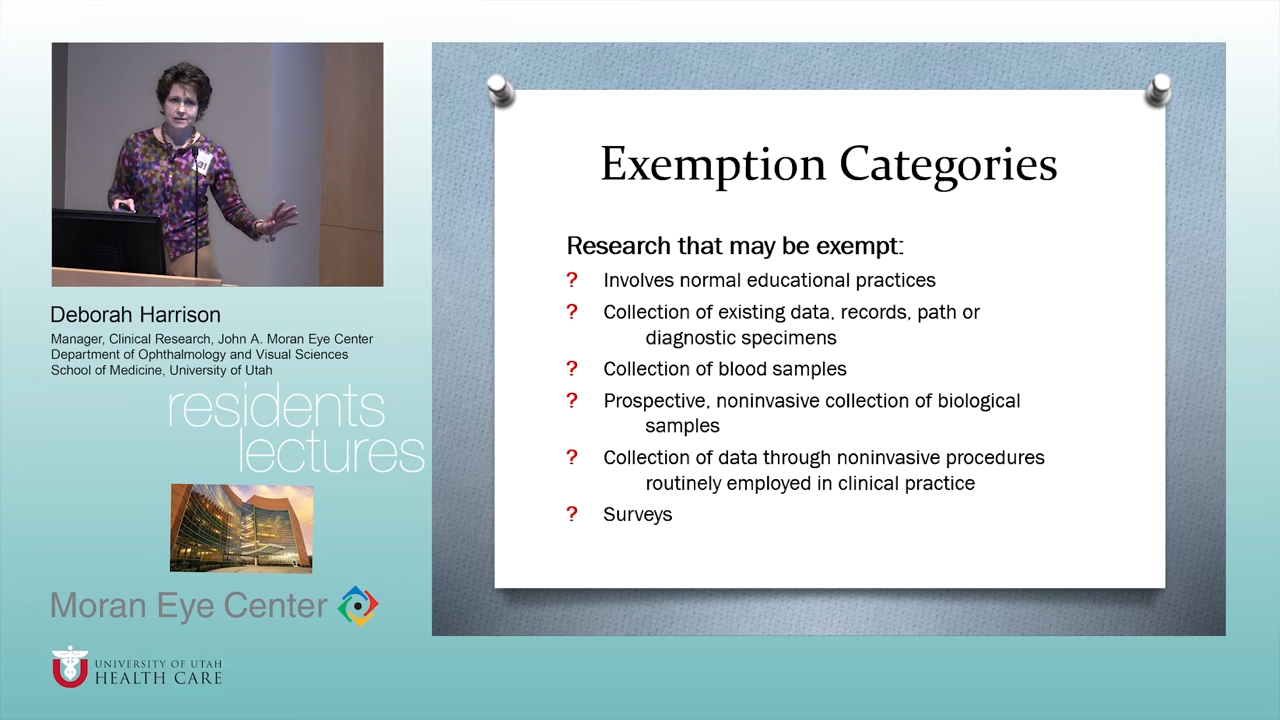 Deborah Harrison
Manager, Clinical Research, John A. Moran Eye Center
Department of Ophthalmology and Visual Sciences
School of Medicine, University of Utah
residents
lectures
Moran Eye Center
UNIVERSITY OF UTAH
HEALTH CARE
Exemption Categories
Research that may be exempt:
? Involves normal educational practices
? Collection of existing data, records, path or
diagnostic specimens
? Collection of blood samples
? Prospective, noninvasive collection of biological
samples
? Collection of data through noninvasive procedures
routinely employed in clinical practice
? Surveys